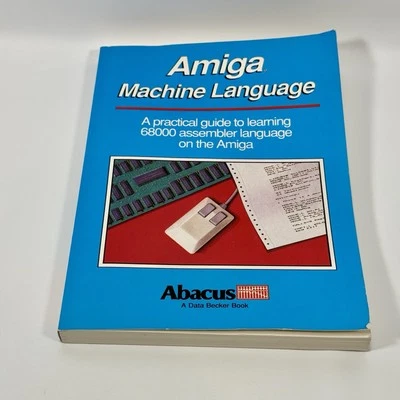 Amiga
Machine Language
A practical guide to learning
68000 assembler language
on the Amiga
Abacus
A Data Becker Book